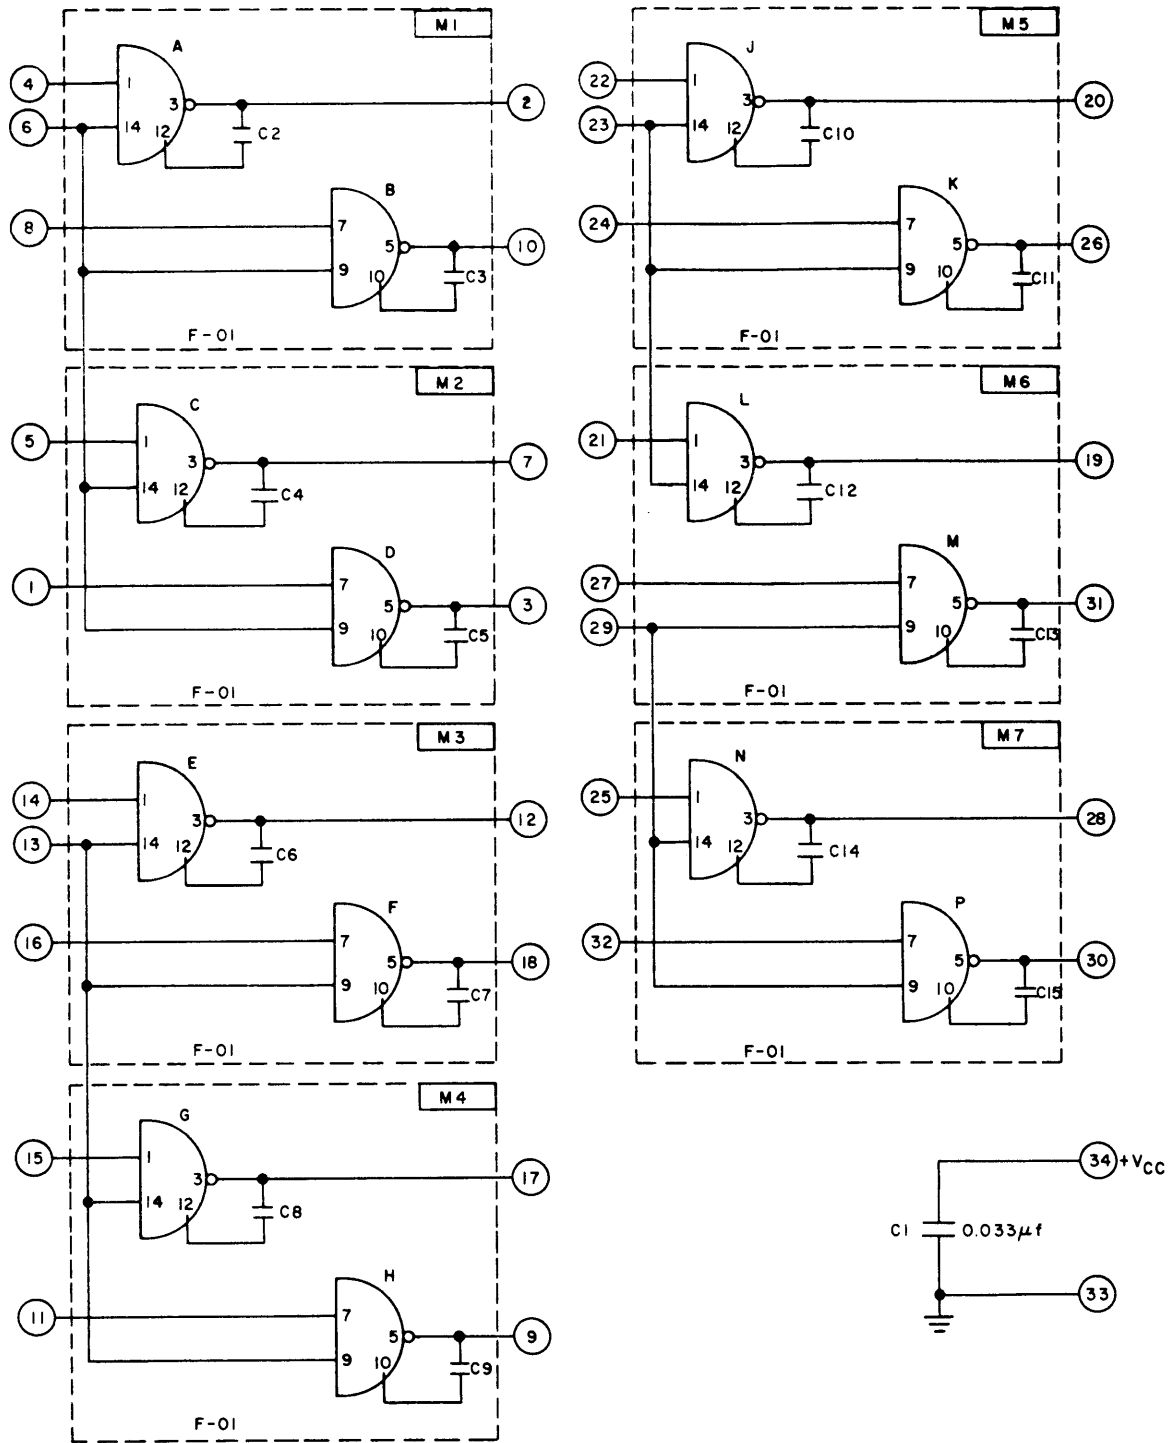 M1
A
4
1
3
2
6
14
12
C2
B
8
7
5
10
9
10
C3
F-01
M2
C
5
1
3
7
14
12
C4
D
1
7
5
3
9
10
C5
F-01
M3
E
14
1
3
12
13
14
12
C6
F
16
7
5
18
9
10
C7
F-01
M4
G
15
1
3
17
14
12
C8
H
11
7
5
9
9
10
C9
F-01
M5
J
22
1
3
20
23
14
12
C10
K
24
7
5
26
9
10
C11
F-01
M6
L
21
1
3
19
14
12
C12
M
27
7
5
31
29
9
10
C13
F-01
M7
N
25
1
3
28
14
12
C14
P
32
7
5
30
9
10
C15
F-01
34 +VCC
C1 0.033μf
33